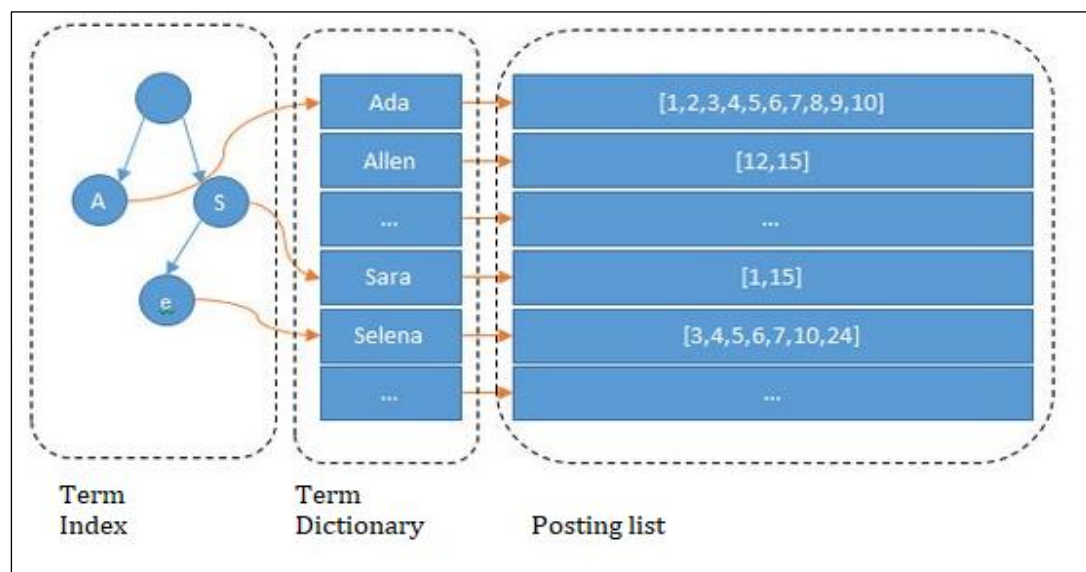 A
S
e
Ada
[1,2,3,4,5,6,7,8,9,10]
Allen
[12,15]
...
...
Sara
[1,15]
Selena
[3,4,5,6,7,10,24]
...
...
Term
Index
Term
Dictionary
Posting list